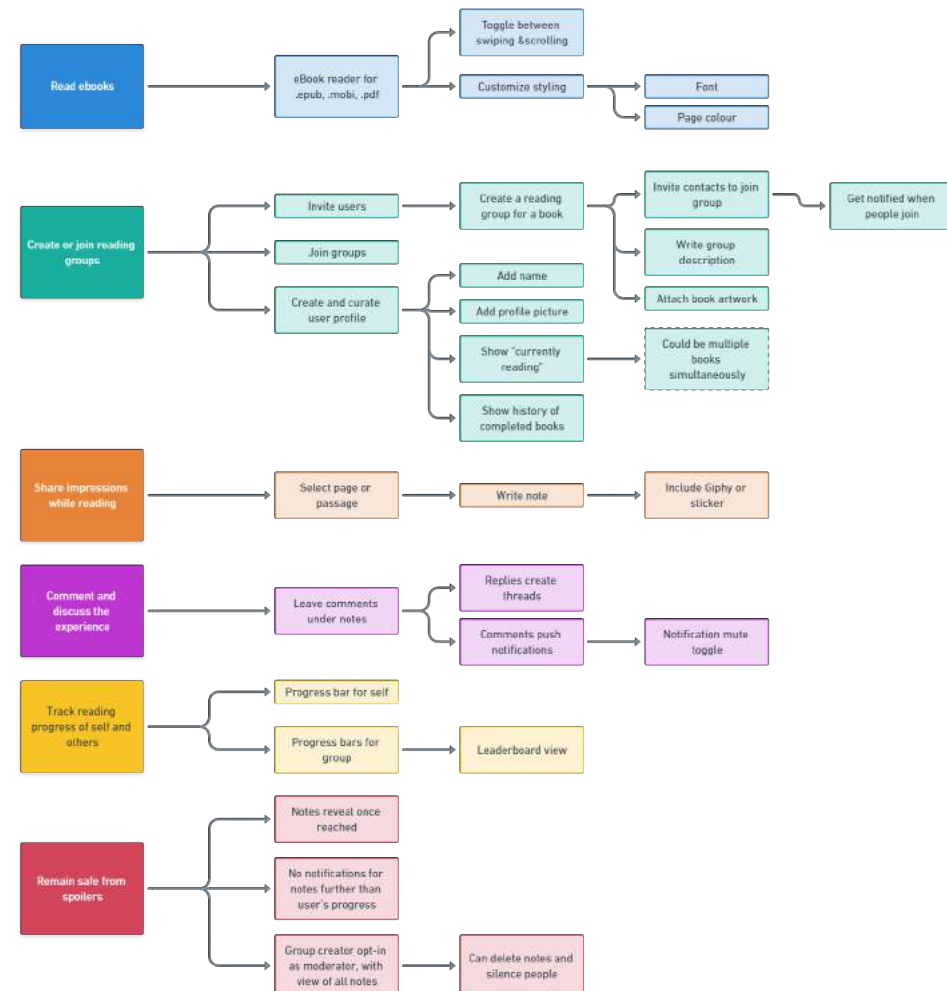 Read ebooks
eBook reader for
.epub, .mobi, .pdf
Toggle between
swiping &scrolling
Customize styling
Font
Page colour
Create or join reading
groups
Invite users
Create a reading
group for a book
Invite contacts to join
group
Get notified when
people join
Write group
description
Attach book artwork
Join groups
Create and curate
user profile
Add name
Add profile picture
Show "currently
reading"
Could be multiple
books
simultaneously
Show history of
completed books
Share impressions
while reading
Select page or
passage
Write note
Include Giphy or
sticker
Comment and
discuss the
experience
Leave comments
under notes
Replies create
threads
Comments push
notifications
Notification mute
toggle
Track reading
progress of self and
others
Progress bar for self
Progress bars for
group
Leaderboard view
Remain safe from
spoilers
Notes reveal once
reached
No notifications for
notes further than
user's progress
Group creator opt-in
as moderator, with
view of all notes
Can delete notes and
silence people